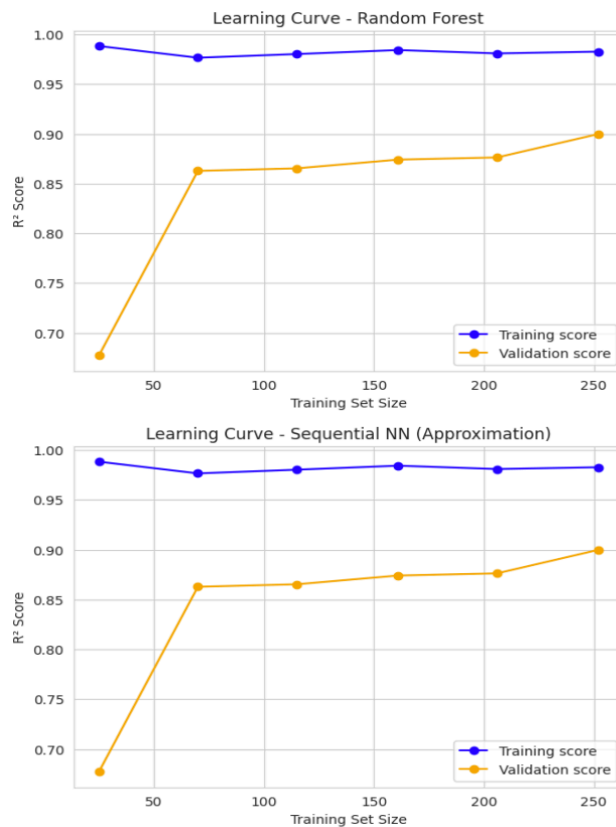 Learning Curve - Random Forest
1.00
0.95
0.90
0.85
0.80
0.75
0.70
R² Score
Training score
Validation score
50 100 150 200 250
Training Set Size
Learning Curve - Sequential NN (Approximation)
1.00
0.95
0.90
0.85
0.80
0.75
0.70
R² Score
Training score
Validation score
50 100 150 200 250
Training Set Size